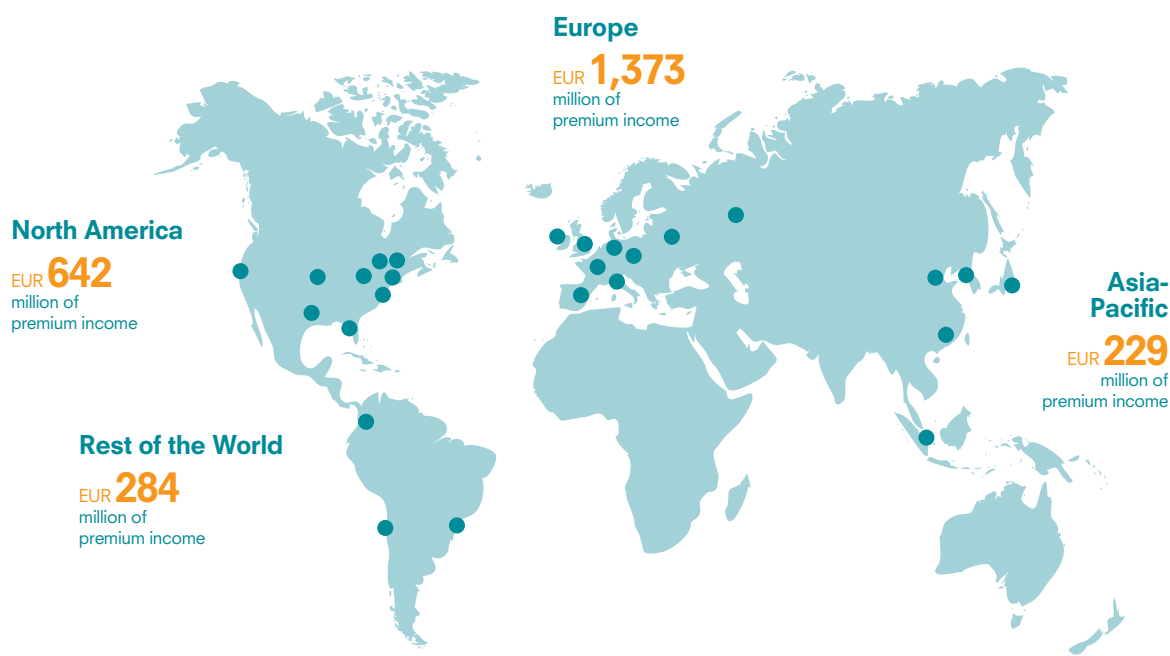 Europe
EUR 1,373
million of
premium income
North America
EUR 642
million of
premium income
Asia-
Pacific
EUR 229
million of
premium income
Rest of the World
EUR 284
million of
premium income